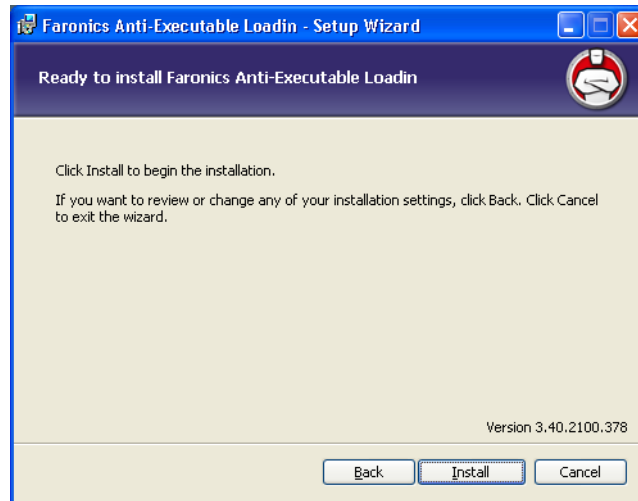 Faronics Anti-Executable Loadin - Setup Wizard
Ready to install Faronics Anti-Executable Loadin
Click Install to begin the installation.
If you want to review or change any of your installation settings, click Back. Click Cancel
to exit the wizard.
Version 3.40.2100.378
Back Install Cancel